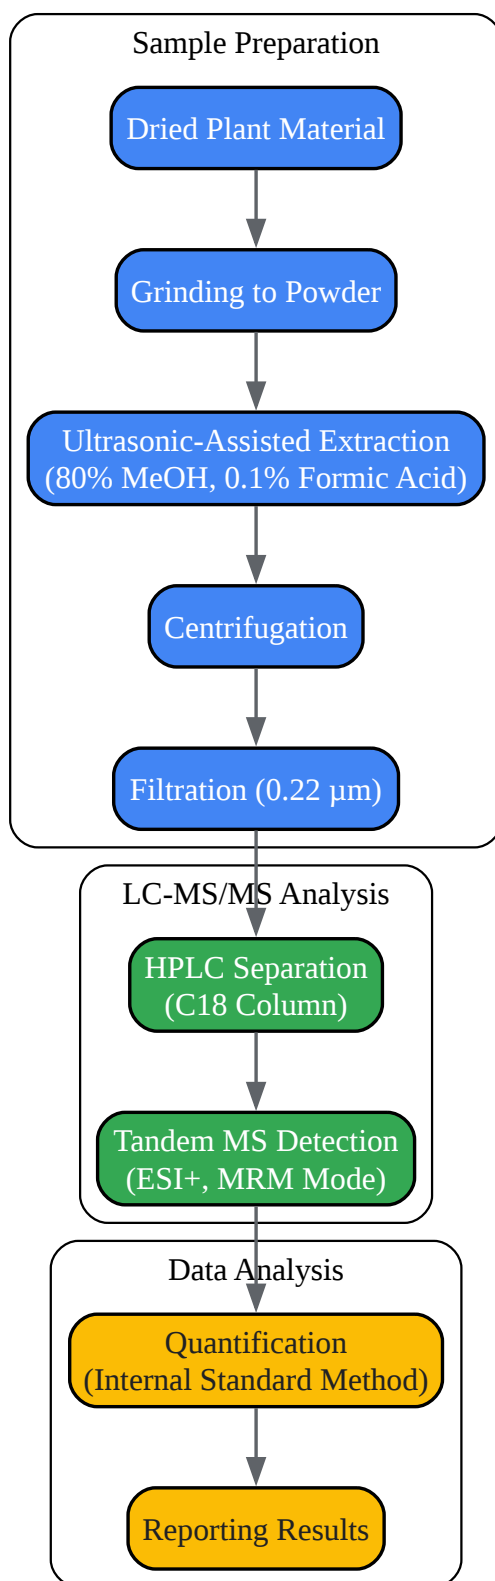 Sample Preparation
Dried Plant Material
Grinding to Powder
Ultrasonic-Assisted Extraction
(80% MeOH, 0.1% Formic Acid)
Centrifugation
Filtration (0.22 µm)
LC-MS/MS Analysis
HPLC Separation
(C18 Column)
Tandem MS Detection
(ESI+, MRM Mode)
Data Analysis
Quantification
(Internal Standard Method)
Reporting Results